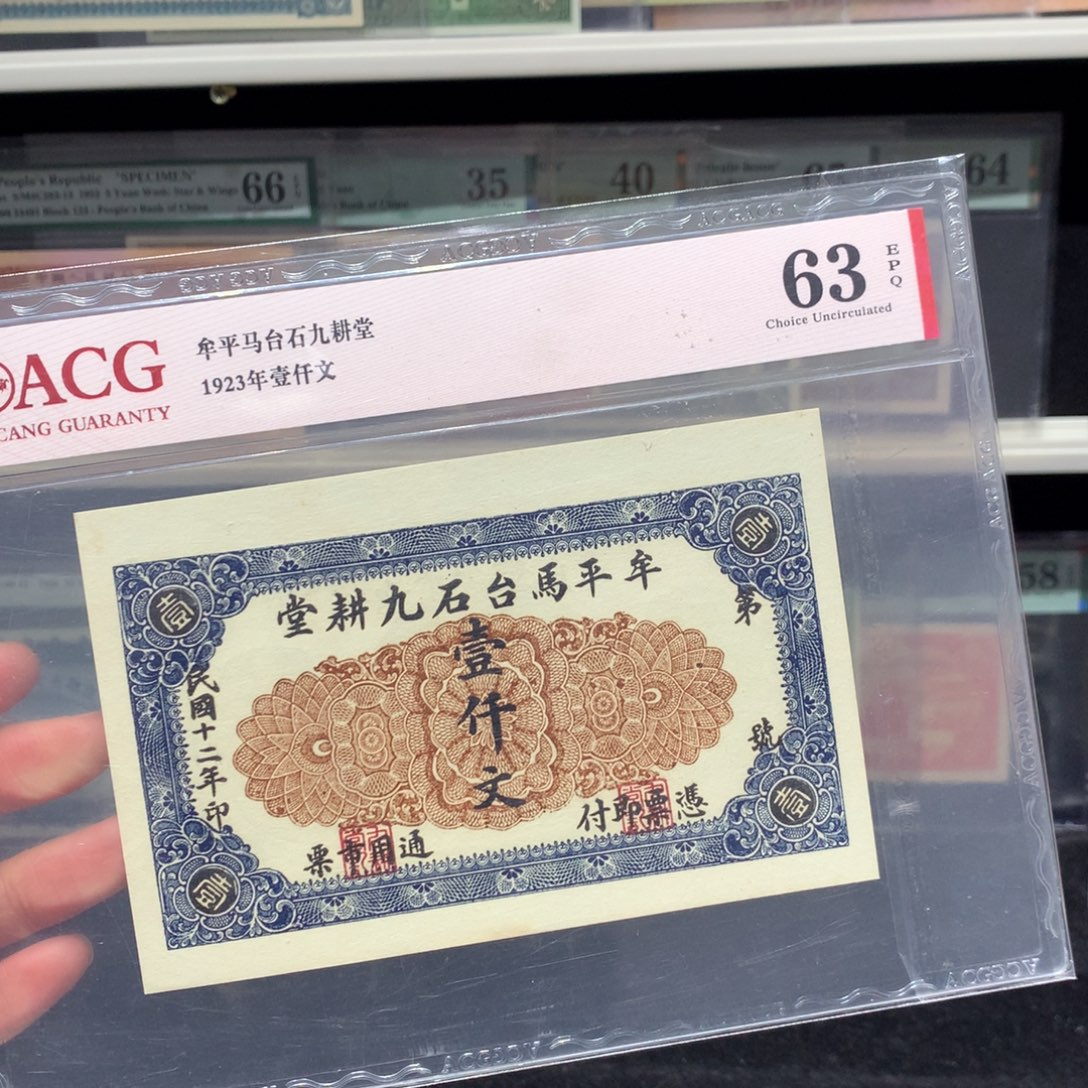 People's Republic "SPECIMEN"
66
35
40
64
58
ACG
CANG GUARANTY
牟平马台石九耕堂
1923年壹仟文
63
EPQ
Choice Uncirculated
牟平馬台石九耕堂
第
號
壹仟文
民國十二年印
憑票即付
通用市票
壹
壹